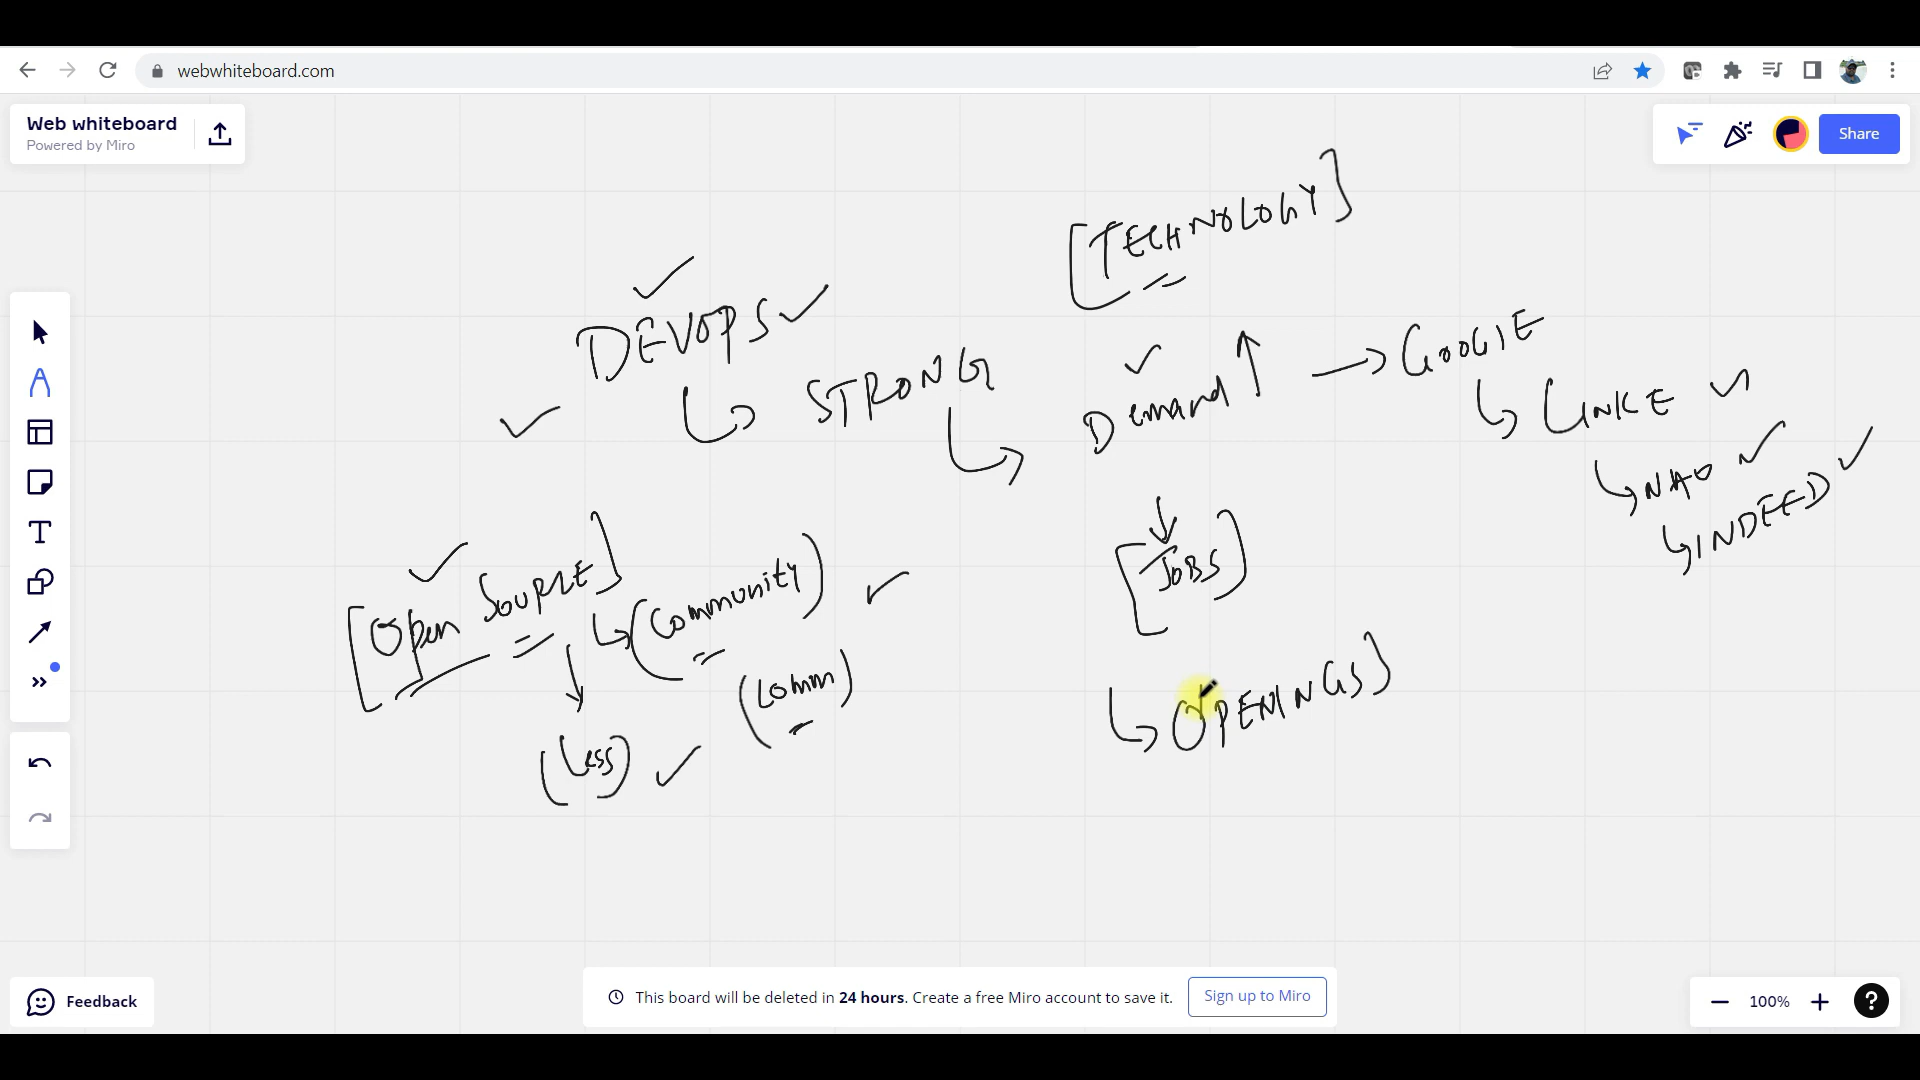 webwhiteboard.com
Web whiteboard
Powered by Miro
Share
[TECHNOLOGY]
DEVOPS
STRONG
Demand
GOOGlE
LINKE
NAO
INDEED
[Open SOURCE]
(Community)
(Comm)
(Less)
[JOBS]
OPENINGS)
T
Feedback
This board will be deleted in 24 hours. Create a free Miro account to save it.
Sign up to Miro
100%
?